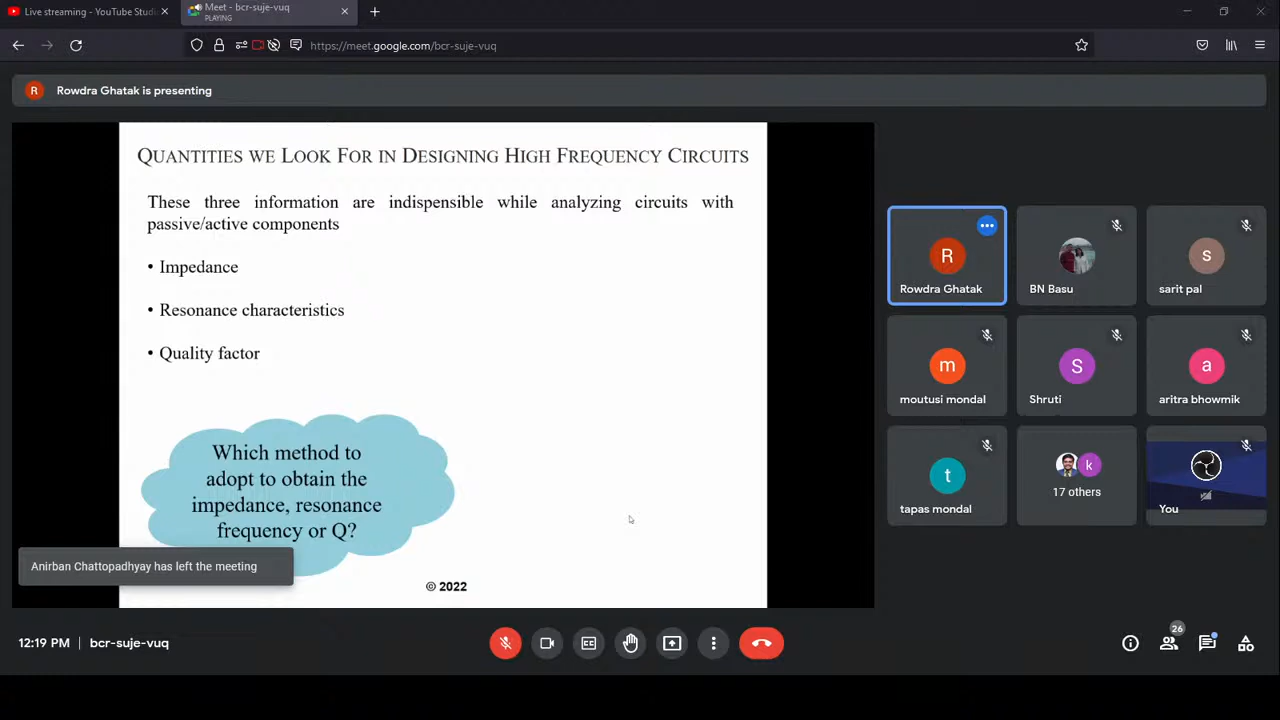 Live streaming - YouTube Studi
Meet - bcr-suje-vuq
PLAYING
https://meet.google.com/bcr-suje-vuq
R
Rowdra Ghatak is presenting
QUANTITIES WE LOOK FOR IN DESIGNING HIGH FREQUENCY CIRCUITS
These three information are indispensible while analyzing circuits with
passive/active components
• Impedance
• Resonance characteristics
• Quality factor
Which method to
adopt to obtain the
impedance, resonance
frequency or Q?
Anirban Chattopadhyay has left the meeting
© 2022
R
Rowdra Ghatak
BN Basu
s
sarit pal
m
moutusi mondal
S
Shruti
a
aritra bhowmik
t
tapas mondal
k
17 others
You
12:19 PM | bcr-suje-vuq
26